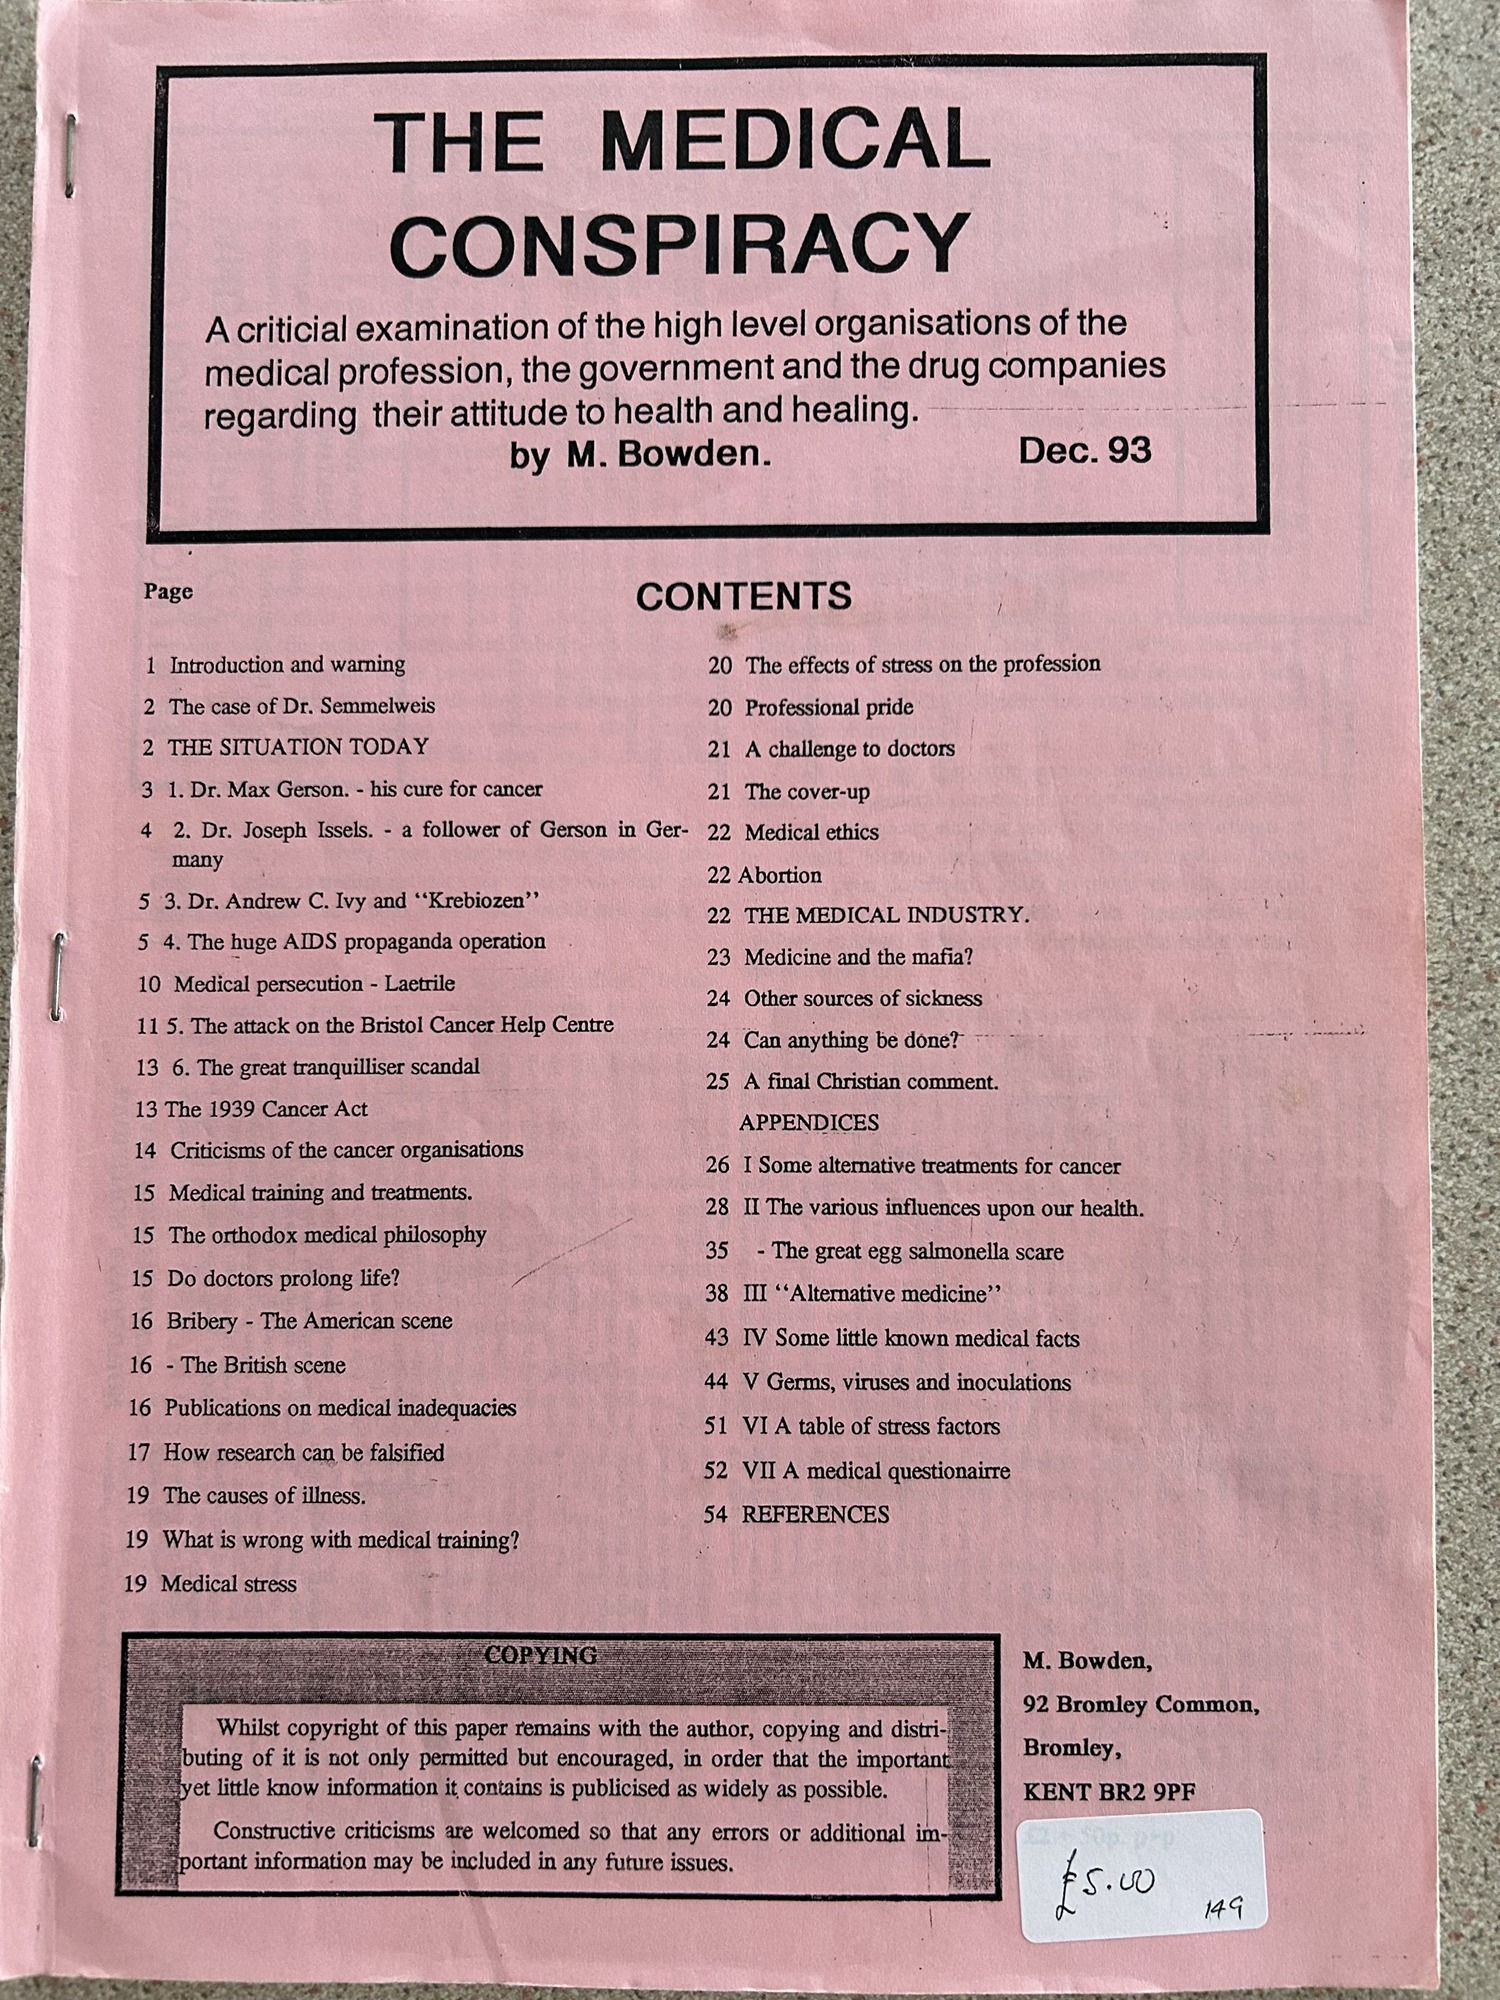 THE MEDICAL
CONSPIRACY
A criticial examination of the high level organisations of the
medical profession, the government and the drug companies
regarding their attitude to health and healing.
by M. Bowden. Dec. 93
Page
CONTENTS
1 Introduction and warning
2 The case of Dr. Semmelweis
2 THE SITUATION TODAY
3 1. Dr. Max Gerson. - his cure for cancer
4 2. Dr. Joseph Issels. - a follower of Gerson in Ger-
many
5 3. Dr. Andrew C. Ivy and “Krebiozen”
5 4. The huge AIDS propaganda operation
10 Medical persecution - Laetrile
11 5. The attack on the Bristol Cancer Help Centre
13 6. The great tranquilliser scandal
13 The 1939 Cancer Act
14 Criticisms of the cancer organisations
15 Medical training and treatments.
15 The orthodox medical philosophy
15 Do doctors prolong life?
16 Bribery - The American scene
16 - The British scene
16 Publications on medical inadequacies
17 How research can be falsified
19 The causes of illness.
19 What is wrong with medical training?
19 Medical stress
20 The effects of stress on the profession
20 Professional pride
21 A challenge to doctors
21 The cover-up
22 Medical ethics
22 Abortion
22 THE MEDICAL INDUSTRY.
23 Medicine and the mafia?
24 Other sources of sickness
24 Can anything be done?
25 A final Christian comment.
APPENDICES
26 I Some alternative treatments for cancer
28 II The various influences upon our health.
35 - The great egg salmonella scare
38 III “Alternative medicine”
43 IV Some little known medical facts
44 V Germs, viruses and inoculations
51 VI A table of stress factors
52 VII A medical questionairre
54 REFERENCES
COPYING
Whilst copyright of this paper remains with the author, copying and distri-
buting of it is not only permitted but encouraged, in order that the important
yet little know information it contains is publicised as widely as possible.
Constructive criticisms are welcomed so that any errors or additional im-
portant information may be included in any future issues.
M. Bowden,
92 Bromley Common,
Bromley,
KENT BR2 9PF
£2 + 50p. p+p
£5.00
149